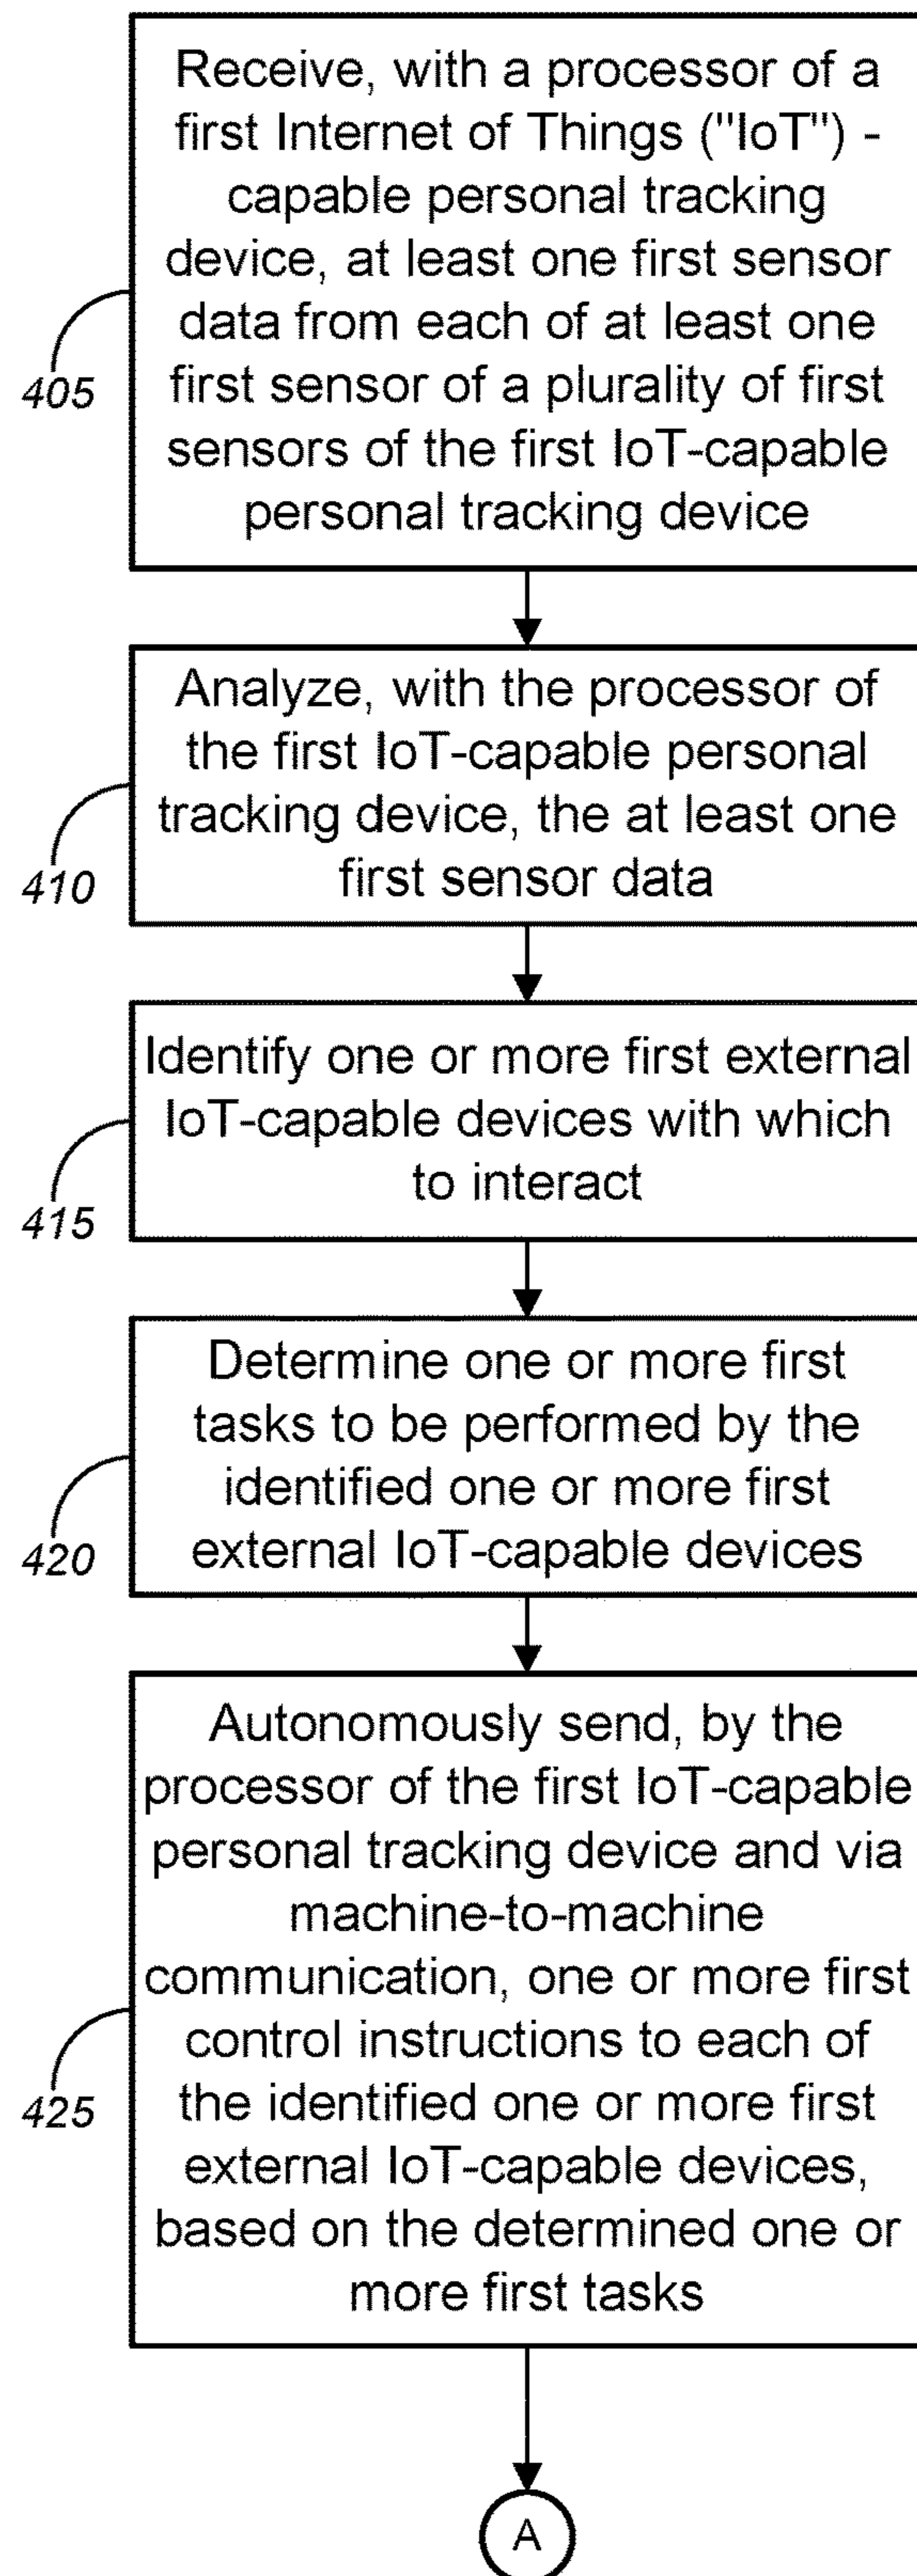 Receive, with a processor of a
first Internet of Things ("IoT") -
capable personal tracking
device, at least one first sensor
data from each of at least one
first sensor of a plurality of first
sensors of the first IoT-capable
personal tracking device
405
Analyze, with the processor of
the first IoT-capable personal
tracking device, the at least one
first sensor data
410
Identify one or more first external
IoT-capable devices with which
to interact
415
Determine one or more first
tasks to be performed by the
identified one or more first
external IoT-capable devices
420
Autonomously send, by the
processor of the first IoT-capable
personal tracking device and via
machine-to-machine
communication, one or more first
control instructions to each of
the identified one or more first
external IoT-capable devices,
based on the determined one or
more first tasks
425
A